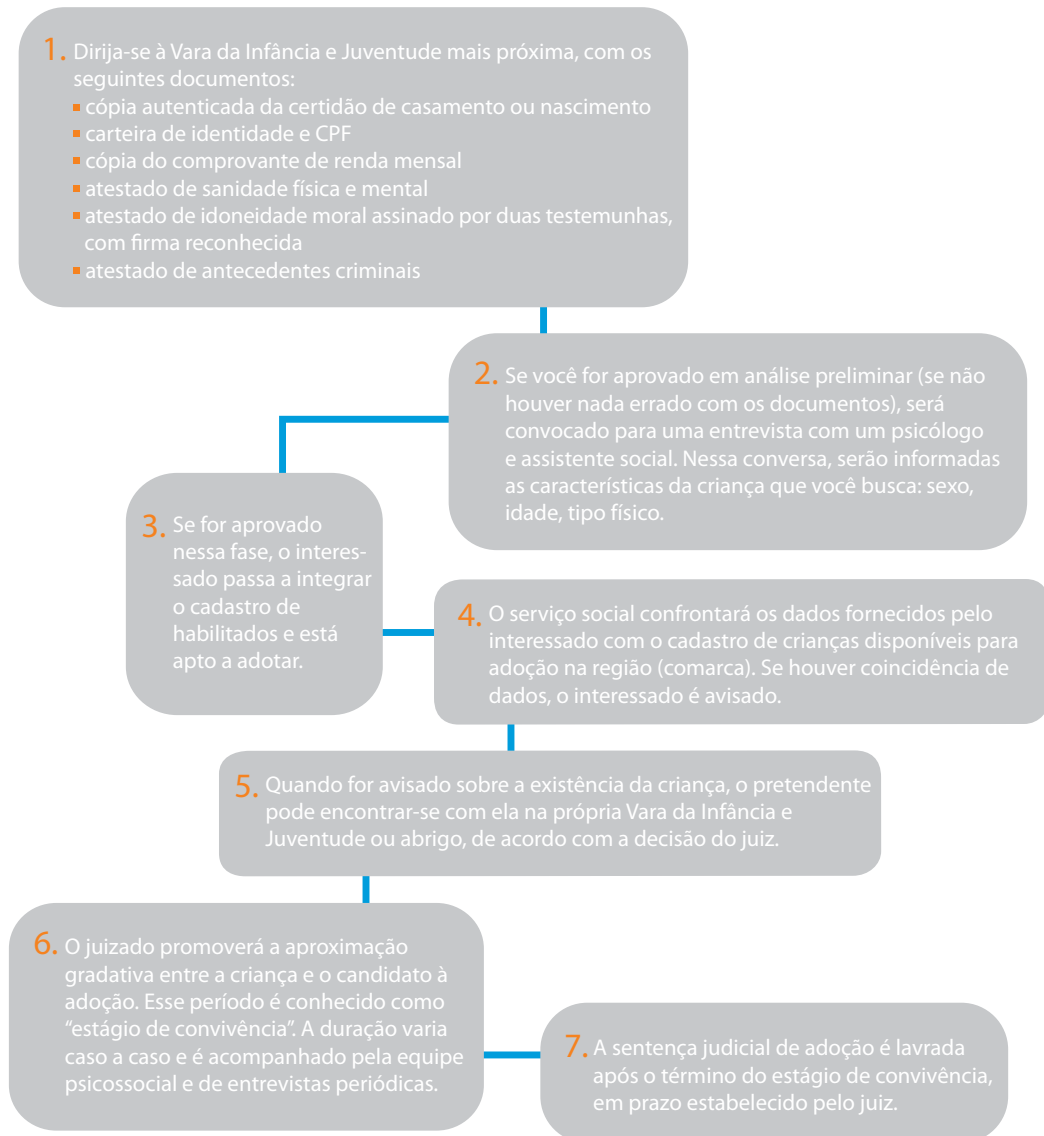 1. Dirija-se à Vara da Infância e Juventude mais próxima, com os
seguintes documentos:
▪ cópia autenticada da certidão de casamento ou nascimento
▪ carteira de identidade e CPF
▪ cópia do comprovante de renda mensal
▪ atestado de sanidade física e mental
▪ atestado de idoneidade moral assinado por duas testemunhas,
com firma reconhecida
▪ atestado de antecedentes criminais
2. Se você for aprovado em análise preliminar (se não
houver nada errado com os documentos), será
convocado para uma entrevista com um psicólogo
e assistente social. Nessa conversa, serão informadas
as características da criança que você busca: sexo,
idade, tipo físico.
3. Se for aprovado
nessa fase, o interes-
sado passa a integrar
o cadastro de
habilitados e está
apto a adotar.
4. O serviço social confrontará os dados fornecidos pelo
interessado com o cadastro de crianças disponíveis para
adoção na região (comarca). Se houver coincidência de
dados, o interessado é avisado.
5. Quando for avisado sobre a existência da criança, o pretendente
pode encontrar-se com ela na própria Vara da Infância e
Juventude ou abrigo, de acordo com a decisão do juiz.
6. O juizado promoverá a aproximação
gradativa entre a criança e o candidato à
adoção. Esse período é conhecido como
“estágio de convivência”. A duração varia
caso a caso e é acompanhado pela equipe
psicossocial e de entrevistas periódicas.
7. A sentença judicial de adoção é lavrada
após o término do estágio de convivência,
em prazo estabelecido pelo juiz.